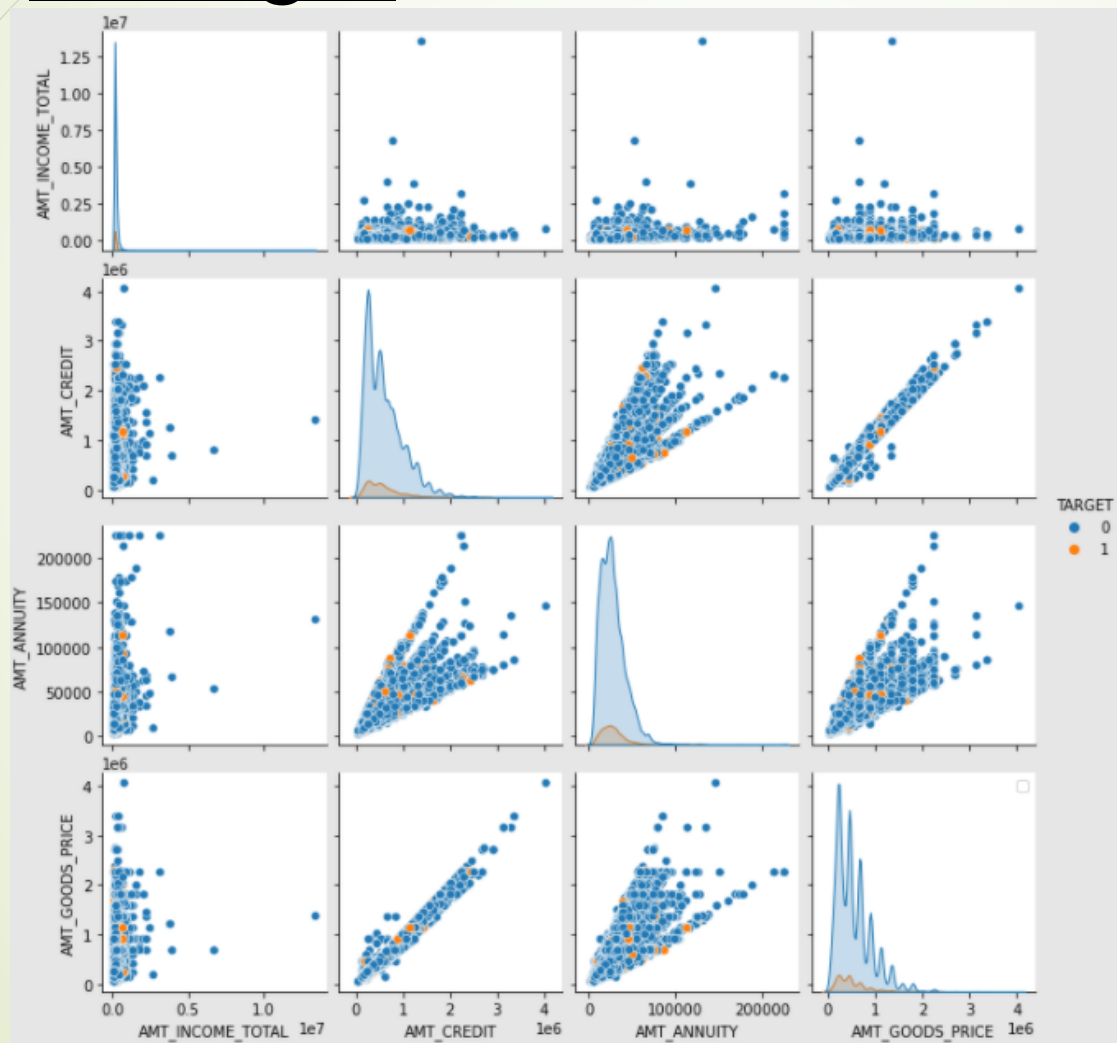 1e7
AMT_INCOME_TOTAL
1.25
1.00
0.75
0.50
0.25
0.00
1e6
AMT_CREDIT
4
3
2
1
0
TARGET
0
1
AMT_ANNUITY
200000
150000
100000
50000
0
1e6
AMT_GOODS_PRICE
4
3
2
1
0
0.0 0.5 1.0 0 1 2 3 4 0 100000 200000 0 1 2 3 4
AMT_INCOME_TOTAL 1e7 AMT_CREDIT 1e6 AMT_ANNUITY AMT_GOODS_PRICE 1e6